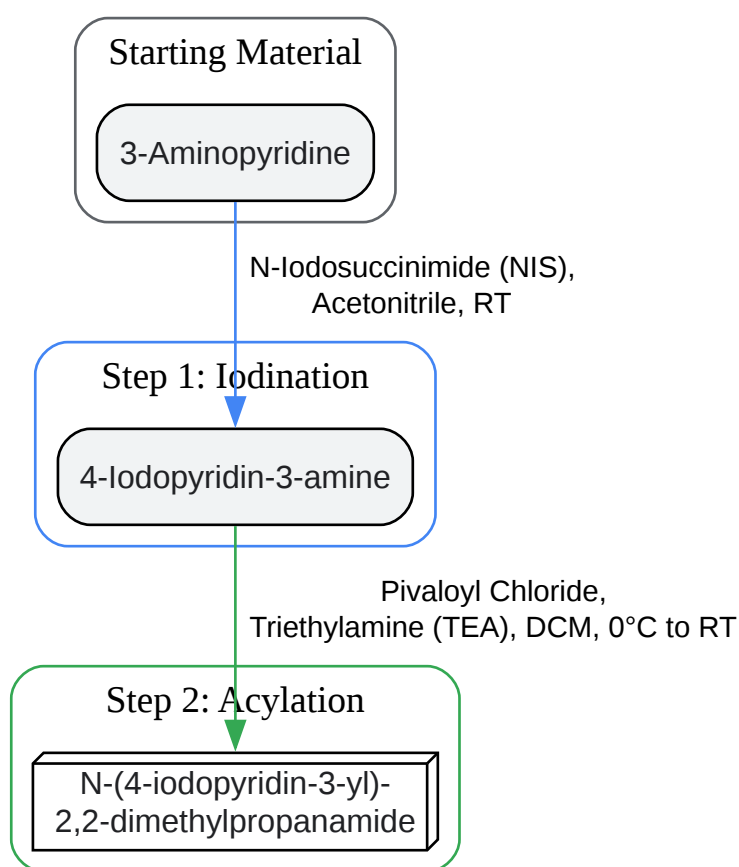 Starting Material
3-Aminopyridine
N-Iodosuccinimide (NIS),
Acetonitrile, RT
Step 1: Iodination
4-Iodopyridin-3-amine
Pivaloyl Chloride,
Triethylamine (TEA), DCM, 0°C to RT
Step 2: Acylation
N-(4-iodopyridin-3-yl)-
2,2-dimethylpropanamide